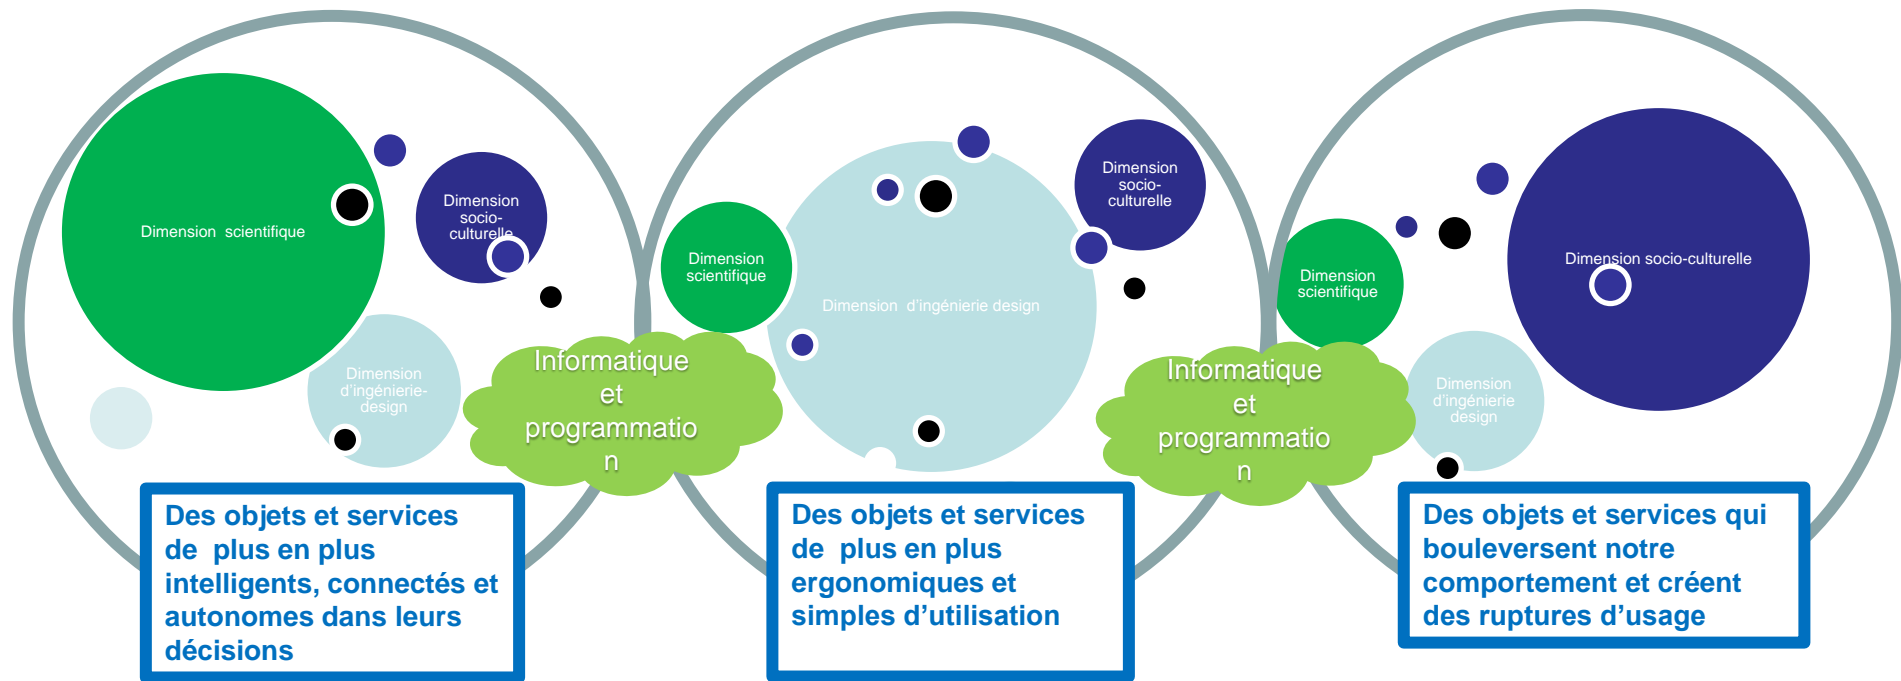 Dimension scientifique
Dimension
socio-
culturelle
Dimension
d'ingénierie-
design
Informatique
et
programmatio
n
Des objets et services
de plus en plus
intelligents, connectés et
autonomes dans leurs
décisions
Dimension
scientifique
Dimension d'ingénierie design
Dimension
socio-
culturelle
Informatique
et
programmatio
n
Des objets et services
de plus en plus
ergonomiques et
simples d'utilisation
Dimension
scientifique
Dimension socio-culturelle
Dimension
d'ingénierie
design
Des objets et services qui
bouleversent notre
comportement et créent
des ruptures d'usage